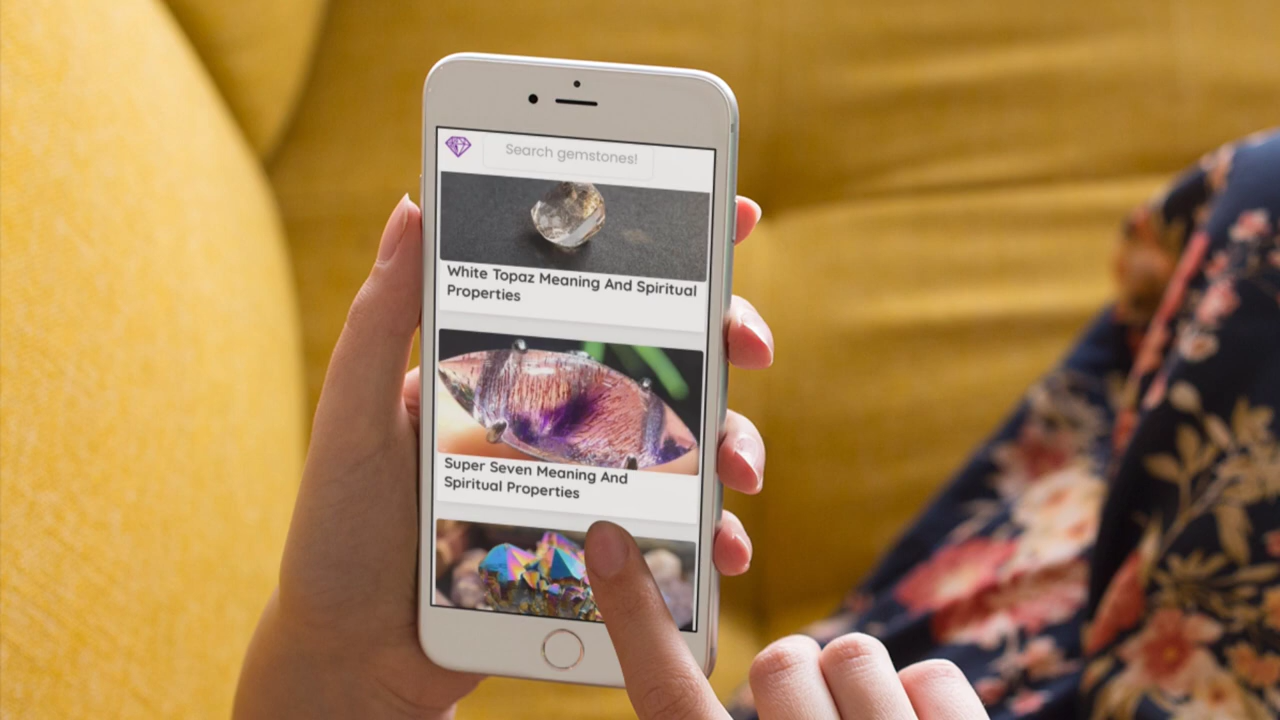 Search gemstones!
White Topaz Meaning And Spiritual
Properties
Super Seven Meaning And
Spiritual Properties